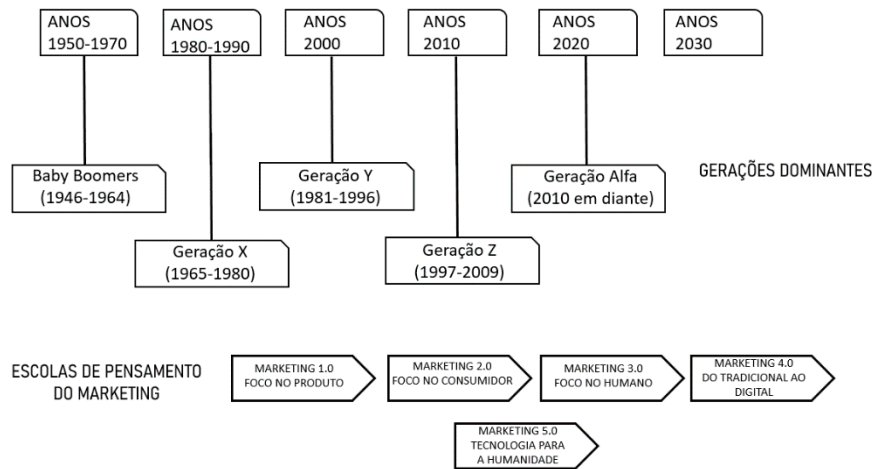 ANOS
1950-1970
ANOS
1980-1990
ANOS
2000
ANOS
2010
ANOS
2020
ANOS
2030
Baby Boomers
(1946-1964)
Geração Y
(1981-1996)
Geração Alfa
(2010 em diante)
GERAÇÕES DOMINANTES
Geração X
(1965-1980)
Geração Z
(1997-2009)
ESCOLAS DE PENSAMENTO
DO MARKETING
MARKETING 1.0
FOCO NO PRODUTO
MARKETING 2.0
FOCO NO CONSUMIDOR
MARKETING 3.0
FOCO NO HUMANO
MARKETING 4.0
DO TRADICIONAL AO
DIGITAL
MARKETING 5.0
TECNOLOGIA PARA
A HUMANIDADE